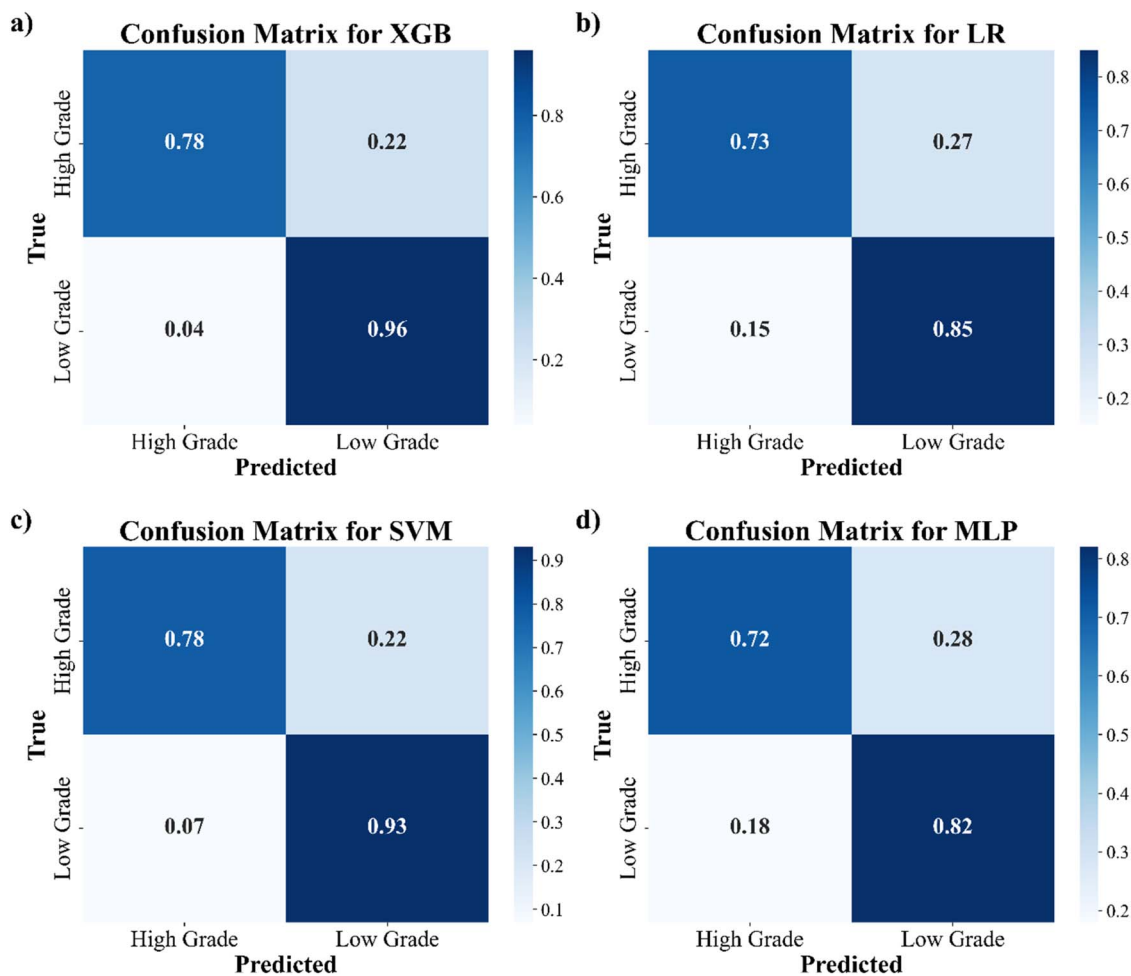 a)
Confusion Matrix for XGB
True
High Grade
Low Grade
0.78
0.22
0.04
0.96
High Grade
Low Grade
Predicted
0.8
0.6
0.4
0.2
b)
Confusion Matrix for LR
True
High Grade
Low Grade
0.73
0.27
0.15
0.85
High Grade
Low Grade
Predicted
0.8
0.7
0.6
0.5
0.4
0.3
0.2
c)
Confusion Matrix for SVM
True
High Grade
Low Grade
0.78
0.22
0.07
0.93
High Grade
Low Grade
Predicted
0.9
0.8
0.7
0.6
0.5
0.4
0.3
0.2
0.1
d)
Confusion Matrix for MLP
True
High Grade
Low Grade
0.72
0.28
0.18
0.82
High Grade
Low Grade
Predicted
0.8
0.7
0.6
0.5
0.4
0.3
0.2